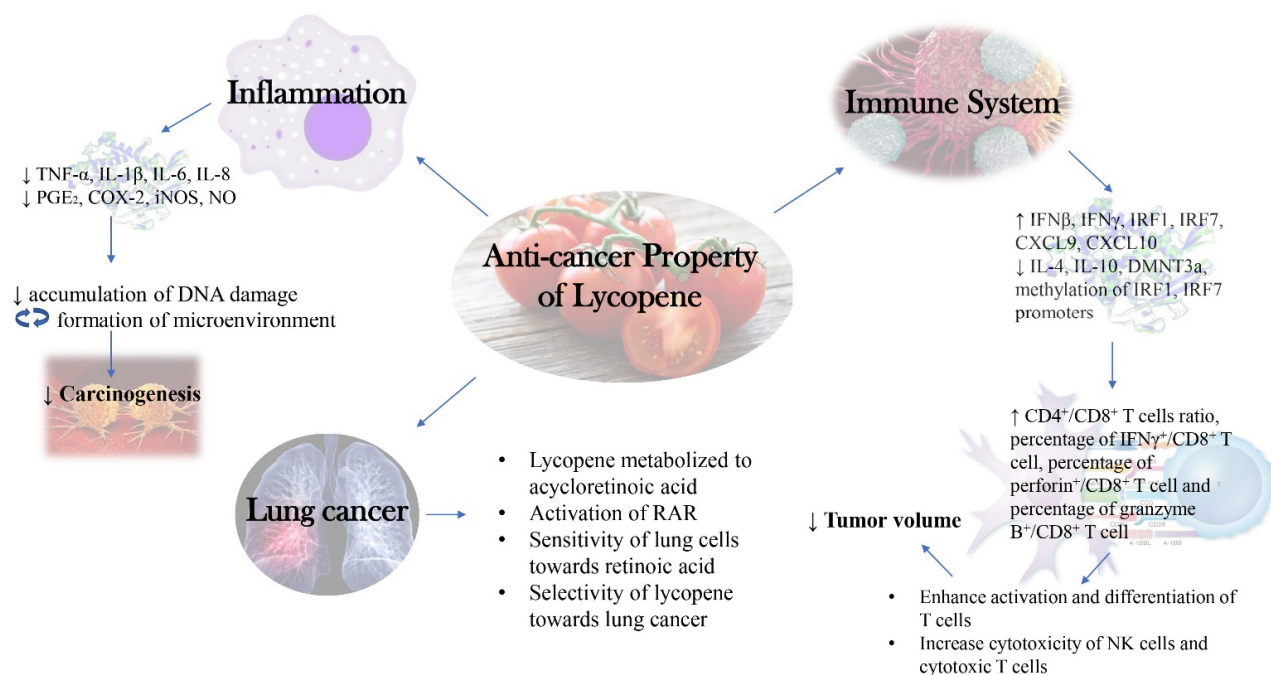 Inflammation
↓ TNF-α, IL-1β, IL-6, IL-8
↓ PGE₂, COX-2, iNOS, NO
↓ accumulation of DNA damage
formation of microenvironment
↓ Carcinogenesis
Anti-cancer Property
of Lycopene
Lung cancer
• Lycopene metabolized to
acycloretinoic acid
• Activation of RAR
• Sensitivity of lung cells
towards retinoic acid
• Selectivity of lycopene
towards lung cancer
Immune System
↑ IFNβ, IFNγ, IRF1, IRF7,
CXCL9, CXCL10
↓ IL-4, IL-10, DMNT3a,
methylation of IRF1, IRF7
promoters
↑ CD4⁺/CD8⁺ T cells ratio,
percentage of IFNγ⁺/CD8⁺ T
cell, percentage of
perforin⁺/CD8⁺ T cell and
percentage of granzyme
B⁺/CD8⁺ T cell
CD28
4-1BBL
4-1BB
↓ Tumor volume
• Enhance activation and differentiation of
T cells
• Increase cytotoxicity of NK cells and
cytotoxic T cells